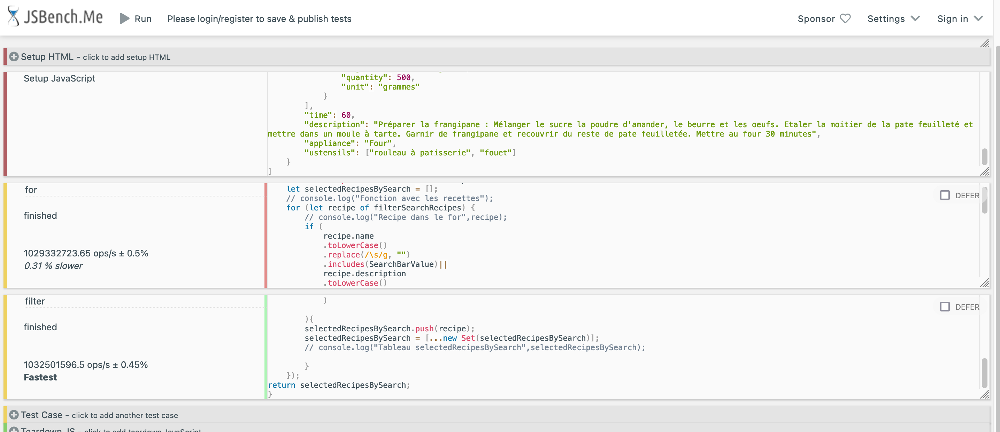 JSBench.Me Run Please login/register to save & publish tests Sponsor Settings Sign in
Setup HTML - click to add setup HTML
Setup JavaScript
"quantity": 500,
"unit": "grammes"
}
],
"time": 60,
"description": "Préparer la frangipane : Mélanger le sucre la poudre d'amander, le beurre et les oeufs. Etaler la moitier de la pate feuilleté et
mettre dans un moule à tarte. Garnir de frangipane et recouvrir du reste de pate feuilletée. Mettre au four 30 minutes",
"appliance": "Four",
"ustensils": ["rouleau à patisserie", "fouet"]
}
]
for
finished
1029332723.65 ops/s ± 0.5%
0.31 % slower
let selectedRecipesBySearch = [];
// console.log("Fonction avec les recettes");
for (let recipe of filterSearchRecipes) {
// console.log("Recipe dans le for",recipe);
if (
recipe.name
.toLowerCase()
.replace(/\s/g, "")
.includes(SearchBarValue)||
recipe.description
.toLowerCase()
DEFER
filter
finished
1032501596.5 ops/s ± 0.45%
Fastest
)
){
selectedRecipesBySearch.push(recipe);
selectedRecipesBySearch = [...new Set(selectedRecipesBySearch)];
// console.log("Tableau selectedRecipesBySearch",selectedRecipesBySearch);
}
});
return selectedRecipesBySearch;
}
DEFER
Test Case - click to add another test case
Teardown JS - click to add teardown JavaScript